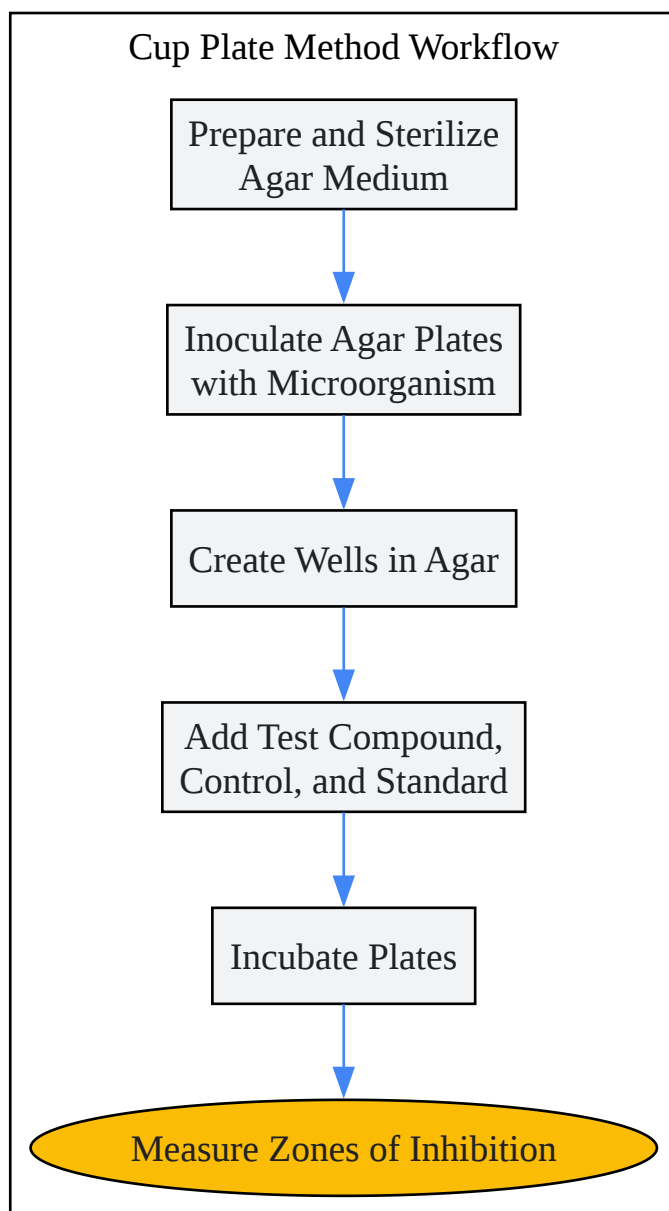 Cup Plate Method Workflow
Prepare and Sterilize
Agar Medium
Inoculate Agar Plates
with Microorganism
Create Wells in Agar
Add Test Compound,
Control, and Standard
Incubate Plates
Measure Zones of Inhibition